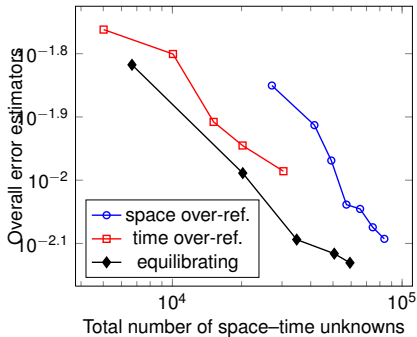 Overall error estimators
10^−1.8
10^−1.9
10^−2
10^−2.1
space over-ref.
time over-ref.
equilibrating
10^4
10^5
Total number of space–time unknowns